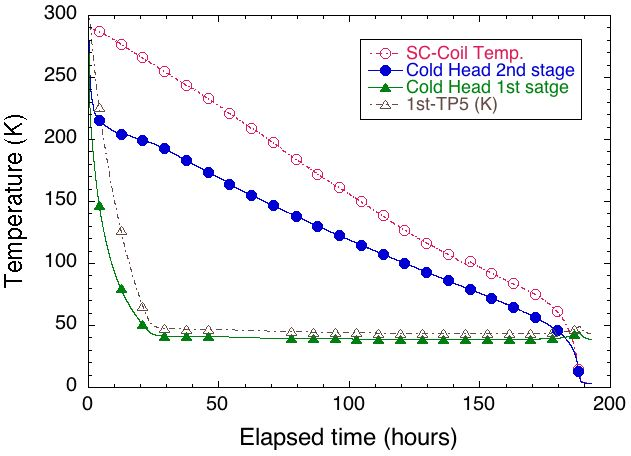 300
250
200
150
100
50
0
Temperature (K)
SC-Coil Temp.
Cold Head 2nd stage
Cold Head 1st satge
1st-TP5 (K)
0
50
100
150
200
Elapsed time (hours)